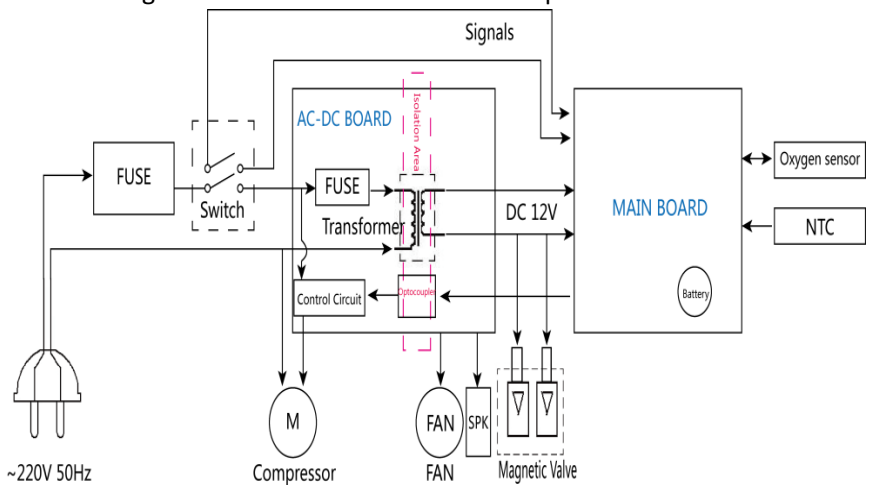 Signals
AC-DC BOARD
Isolation Area
FUSE
Switch
FUSE
Transformer
DC 12V
MAIN BOARD
Oxygen sensor
NTC
Control Circuit
Optocoupler
Battery
M
FAN
SPK
~220V 50Hz
Compressor
FAN
Magnetic Valve